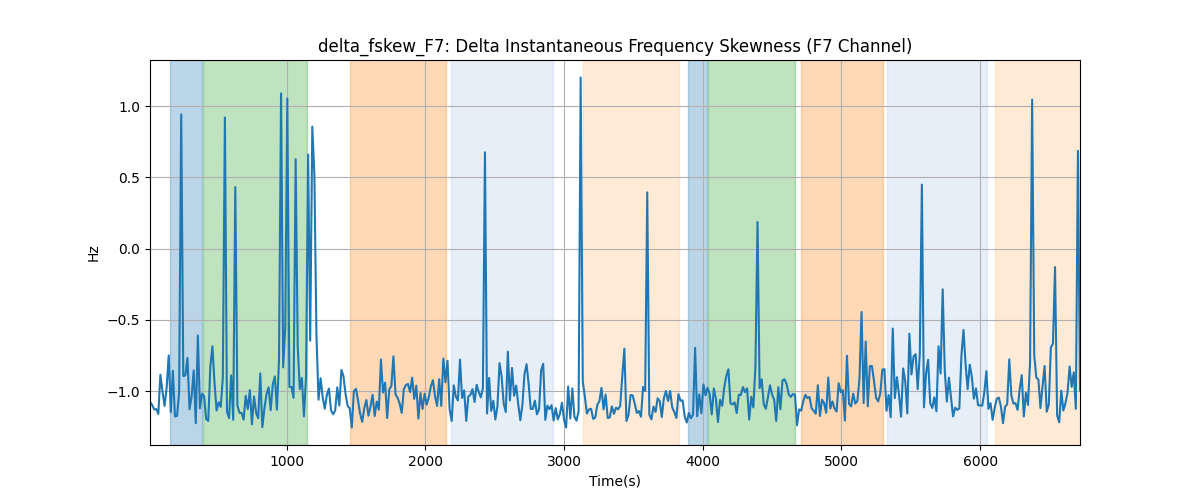 delta_fskew_F7: Delta Instantaneous Frequency Skewness (F7 Channel)
1.0
0.5
0.0
−0.5
−1.0
Hz
1000 2000 3000 4000 5000 6000
Time(s)